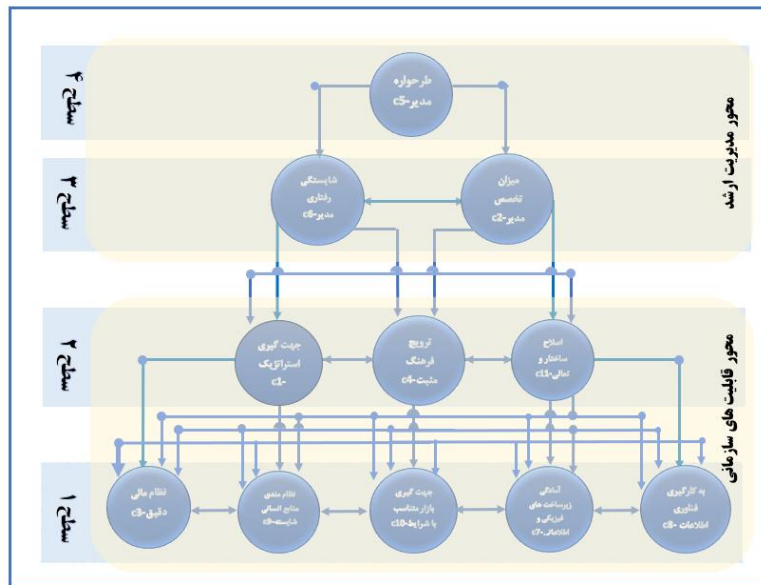 محور مدیریت ارشد
سطح ۴
طرحواره
مدیر-c5
سطح ۳
میزان
تخصص
مدیر-c2
شایستگی
رفتاری
مدیر-c6
محور قابلیت های سازمانی
سطح ۲
اصلاح
ساختار و
تعالی-c11
ترویج
فرهنگ
مثبت-c4
جهت گیری
استراتژیک
c1-
سطح ۱
به کارگیری
فناوری
اطلاعات -c8
آمادگی
زیرساخت های
فیزیکی و
اطلاعاتی-c7
جهت گیری
بازار متناسب
با شرایط-c10
نظام مندی
منابع انسانی
شایسته-c9
نظام مالی
دقیق-c3